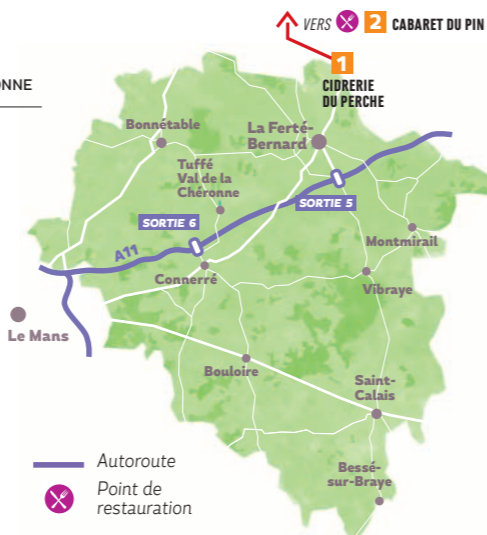 VERS 2 CABARET DU PIN
1
CIDRERIE
DU PERCHE
ONNE
Bonnétable
La Ferté-
Bernard
Tuffé
Val de la
Chéronne
SORTIE 5
SORTIE 6
Montmirail
A11
Connerré
Vibraye
Le Mans
Bouloire
Saint-
Calais
Bessé-
sur-Braye
Autoroute
Point de
restauration